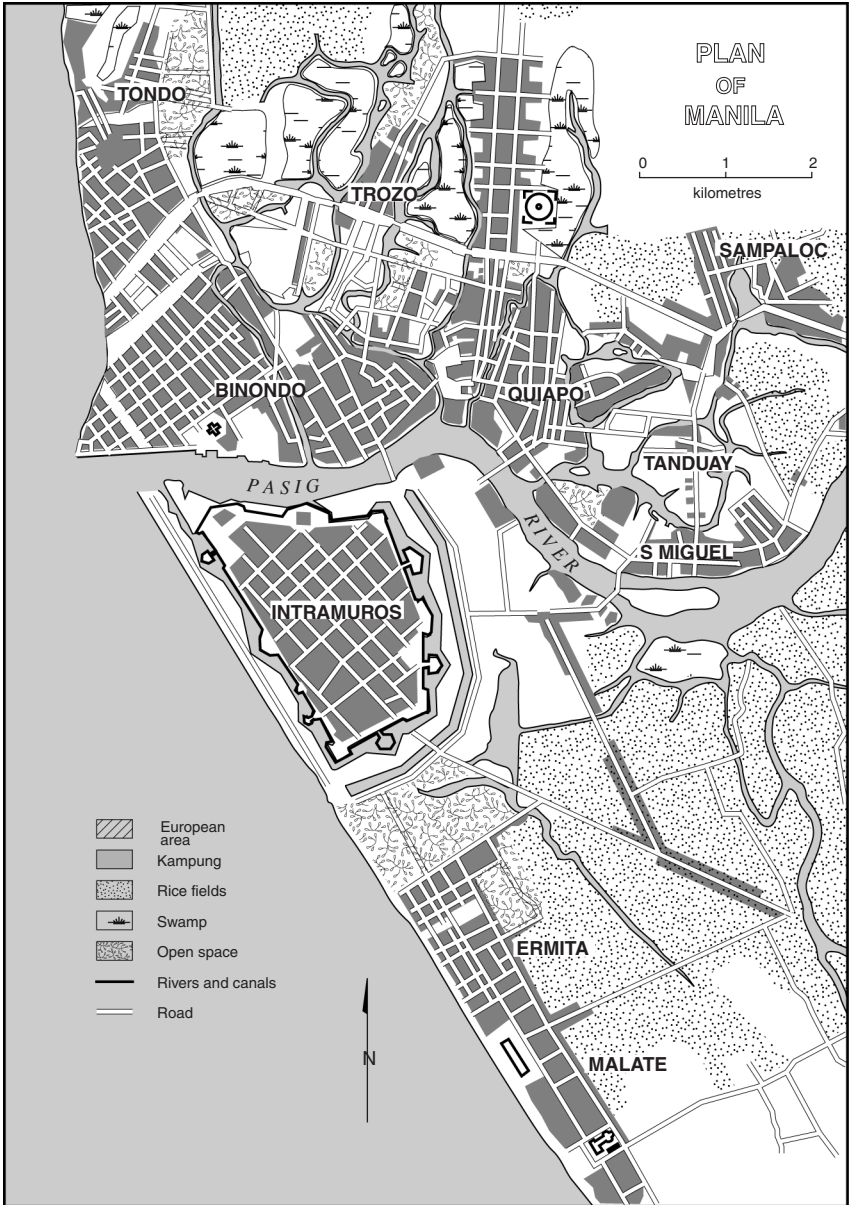 PLAN
OF
MANILA
0 1 2
kilometres
TONDO
TROZO
SAMPALOC
BINONDO
QUIAPO
TANDUAY
PASIG
RIVER
S MIGUEL
INTRAMUROS
European
area
Kampung
Rice fields
Swamp
Open space
Rivers and canals
Road
N
ERMITA
MALATE